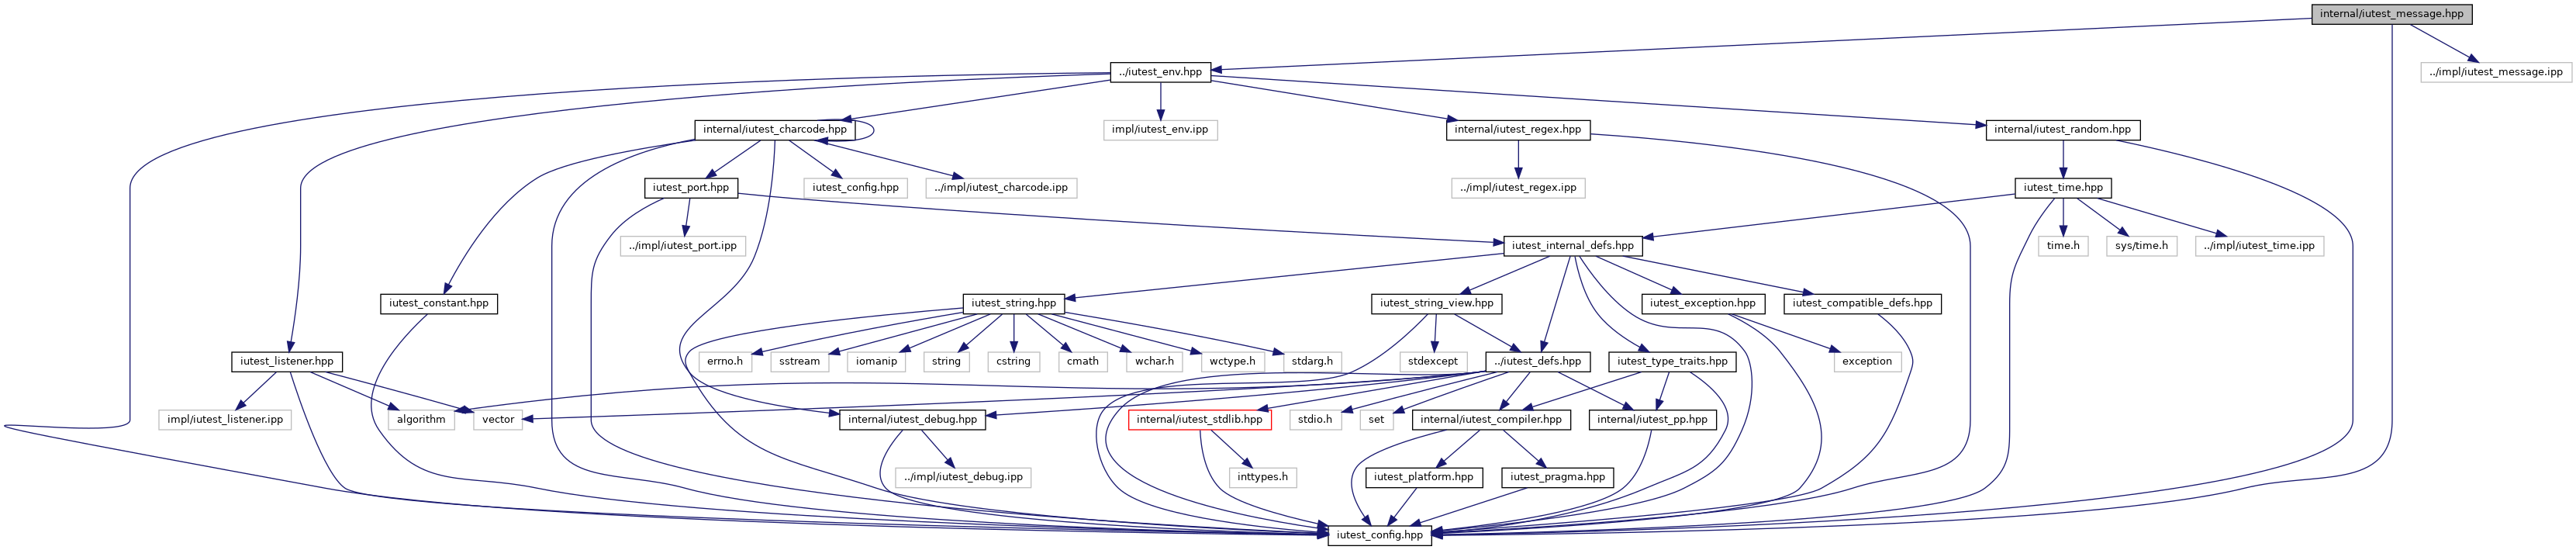 internal/iutest_message.hpp
../iutest_env.hpp
../impl/iutest_message.ipp
internal/iutest_charcode.hpp
impl/iutest_env.ipp
internal/iutest_regex.hpp
internal/iutest_random.hpp
iutest_port.hpp
iutest_config.hpp
../impl/iutest_charcode.ipp
../impl/iutest_regex.ipp
iutest_time.hpp
../impl/iutest_port.ipp
iutest_internal_defs.hpp
time.h
sys/time.h
../impl/iutest_time.ipp
iutest_constant.hpp
iutest_string.hpp
iutest_string_view.hpp
iutest_exception.hpp
iutest_compatible_defs.hpp
iutest_listener.hpp
errno.h
sstream
iomanip
string
cstring
cmath
wchar.h
wctype.h
stdarg.h
stdexcept
../iutest_defs.hpp
iutest_type_traits.hpp
exception
impl/iutest_listener.ipp
algorithm
vector
internal/iutest_debug.hpp
internal/iutest_stdlib.hpp
stdio.h
set
internal/iutest_compiler.hpp
internal/iutest_pp.hpp
../impl/iutest_debug.ipp
inttypes.h
iutest_platform.hpp
iutest_pragma.hpp
iutest_config.hpp